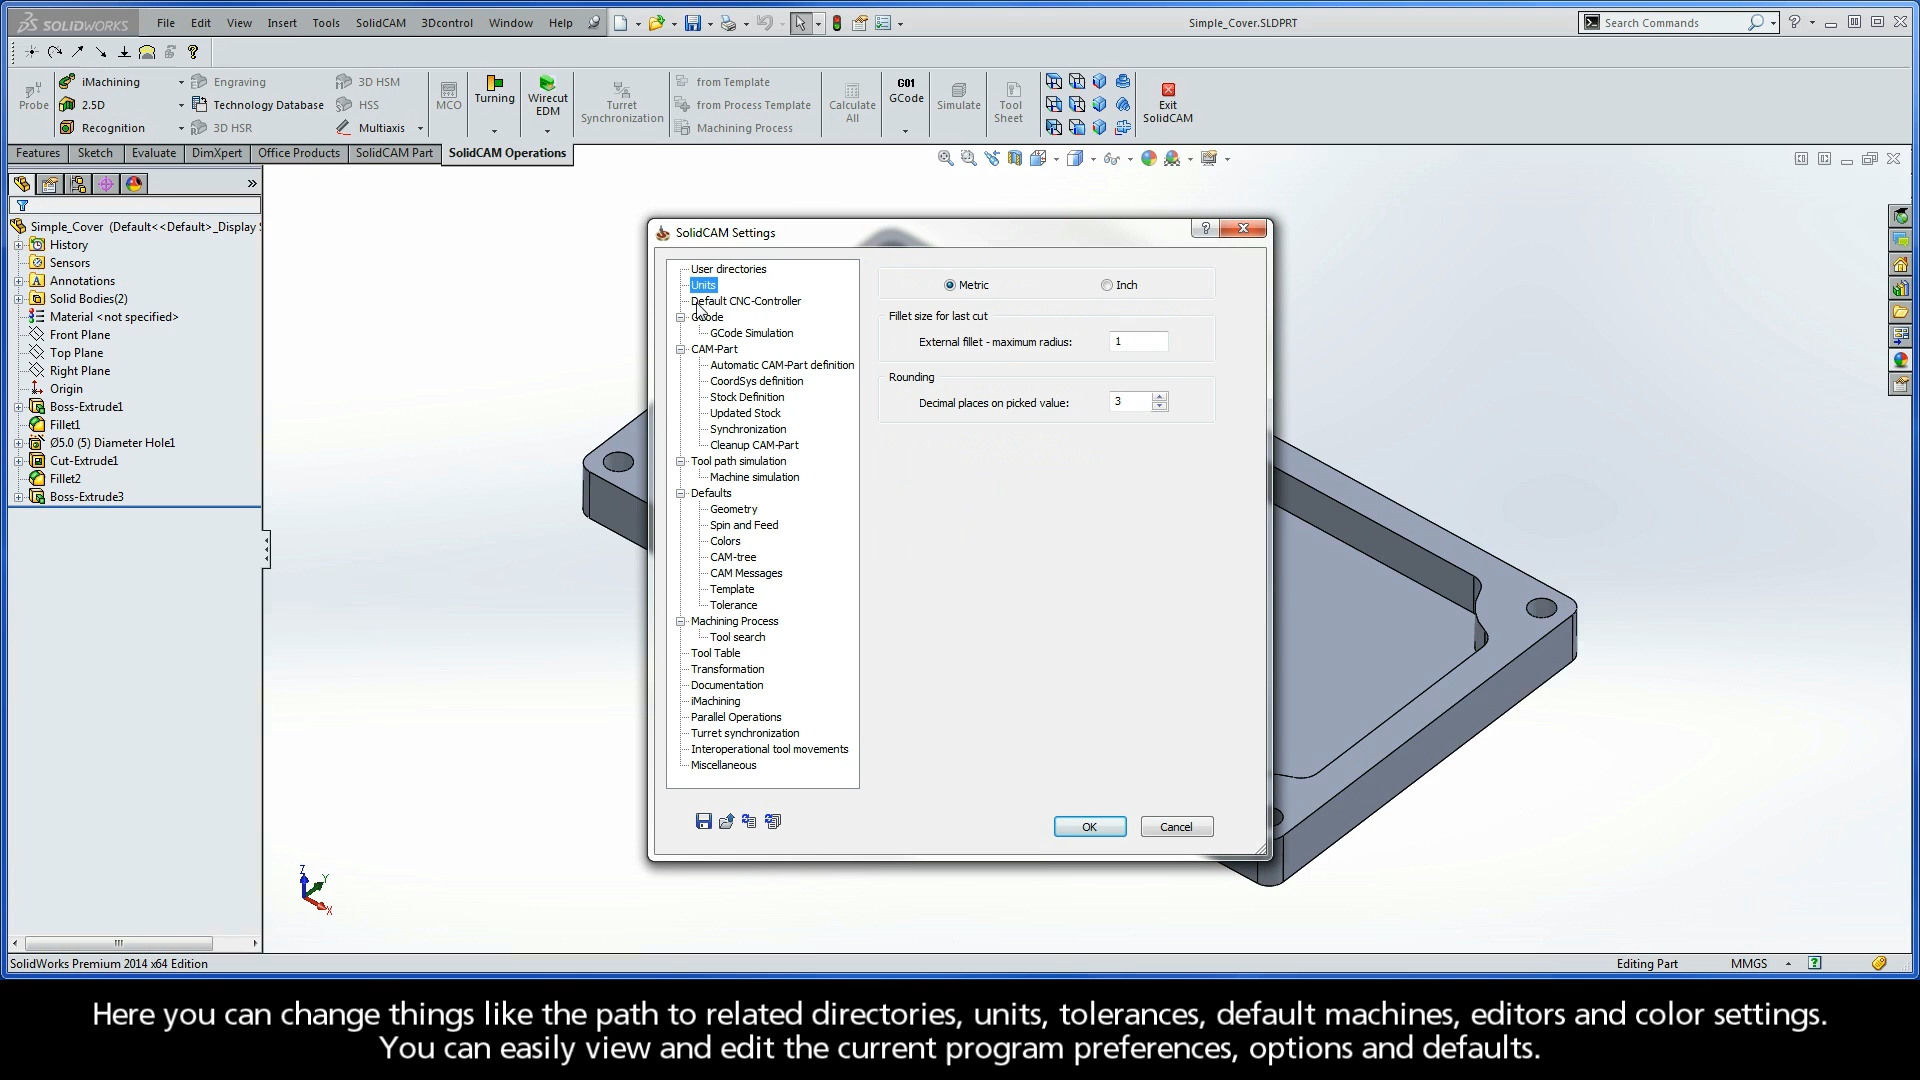 SOLIDWORKS File Edit View Insert Tools SolidCAM 3Dcontrol Window Help Simple_Cover.SLDPRT Search Commands
Probe iMachining 2.5D Recognition
Engraving Technology Database 3D HSR
3D HSM HSS Multiaxis
MCO Turning Wirecut EDM Turret Synchronization
from Template from Process Template Machining Process
Calculate All G01 GCode Simulate Tool Sheet Exit SolidCAM
Features Sketch Evaluate DimXpert Office Products SolidCAM Part SolidCAM Operations
Simple_Cover (Default<<Default>_Display
History
Sensors
Annotations
Solid Bodies(2)
Material <not specified>
Front Plane
Top Plane
Right Plane
Origin
Boss-Extrude1
Fillet1
Ø5.0 (5) Diameter Hole1
Cut-Extrude1
Fillet2
Boss-Extrude3
SolidCAM Settings
User directories
Units
Default CNC-Controller
Gcode
GCode Simulation
CAM-Part
Automatic CAM-Part definition
CoordSys definition
Stock Definition
Updated Stock
Synchronization
Cleanup CAM-Part
Tool path simulation
Machine simulation
Defaults
Geometry
Spin and Feed
Colors
CAM-tree
CAM Messages
Template
Tolerance
Machining Process
Tool search
Tool Table
Transformation
Documentation
iMachining
Parallel Operations
Turret synchronization
Interoperational tool movements
Miscellaneous
Metric Inch
Fillet size for last cut
External fillet - maximum radius: 1
Rounding
Decimal places on picked value: 3
OK Cancel
Z Y X
SolidWorks Premium 2014 x64 Edition Editing Part MMGS
Here you can change things like the path to related directories, units, tolerances, default machines, editors and color settings.
You can easily view and edit the current program preferences, options and defaults.